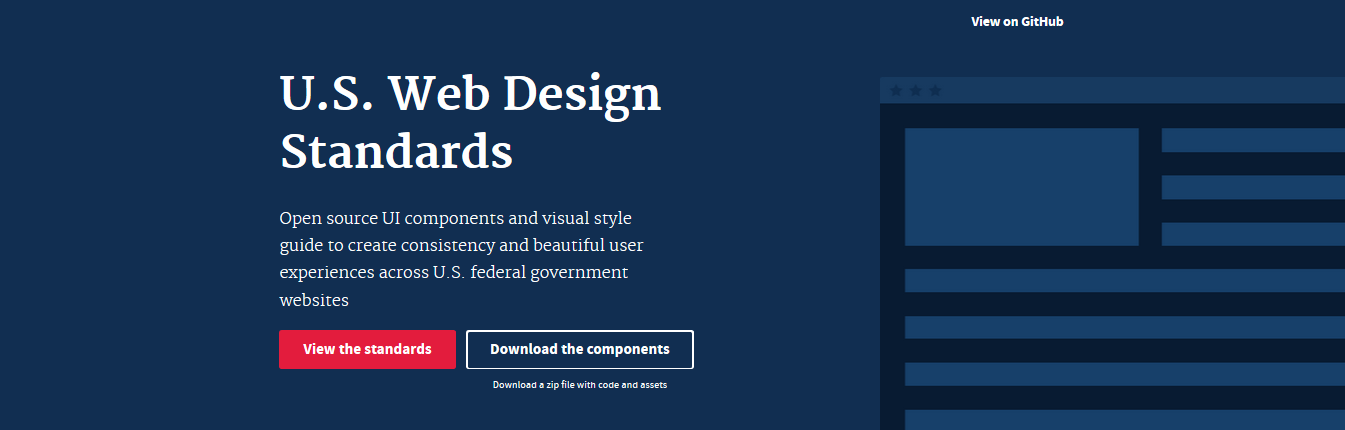 View on GitHub
U.S. Web Design
Standards
Open source UI components and visual style
guide to create consistency and beautiful user
experiences across U.S. federal government
websites
View the standards
Download the components
Download a zip file with code and assets